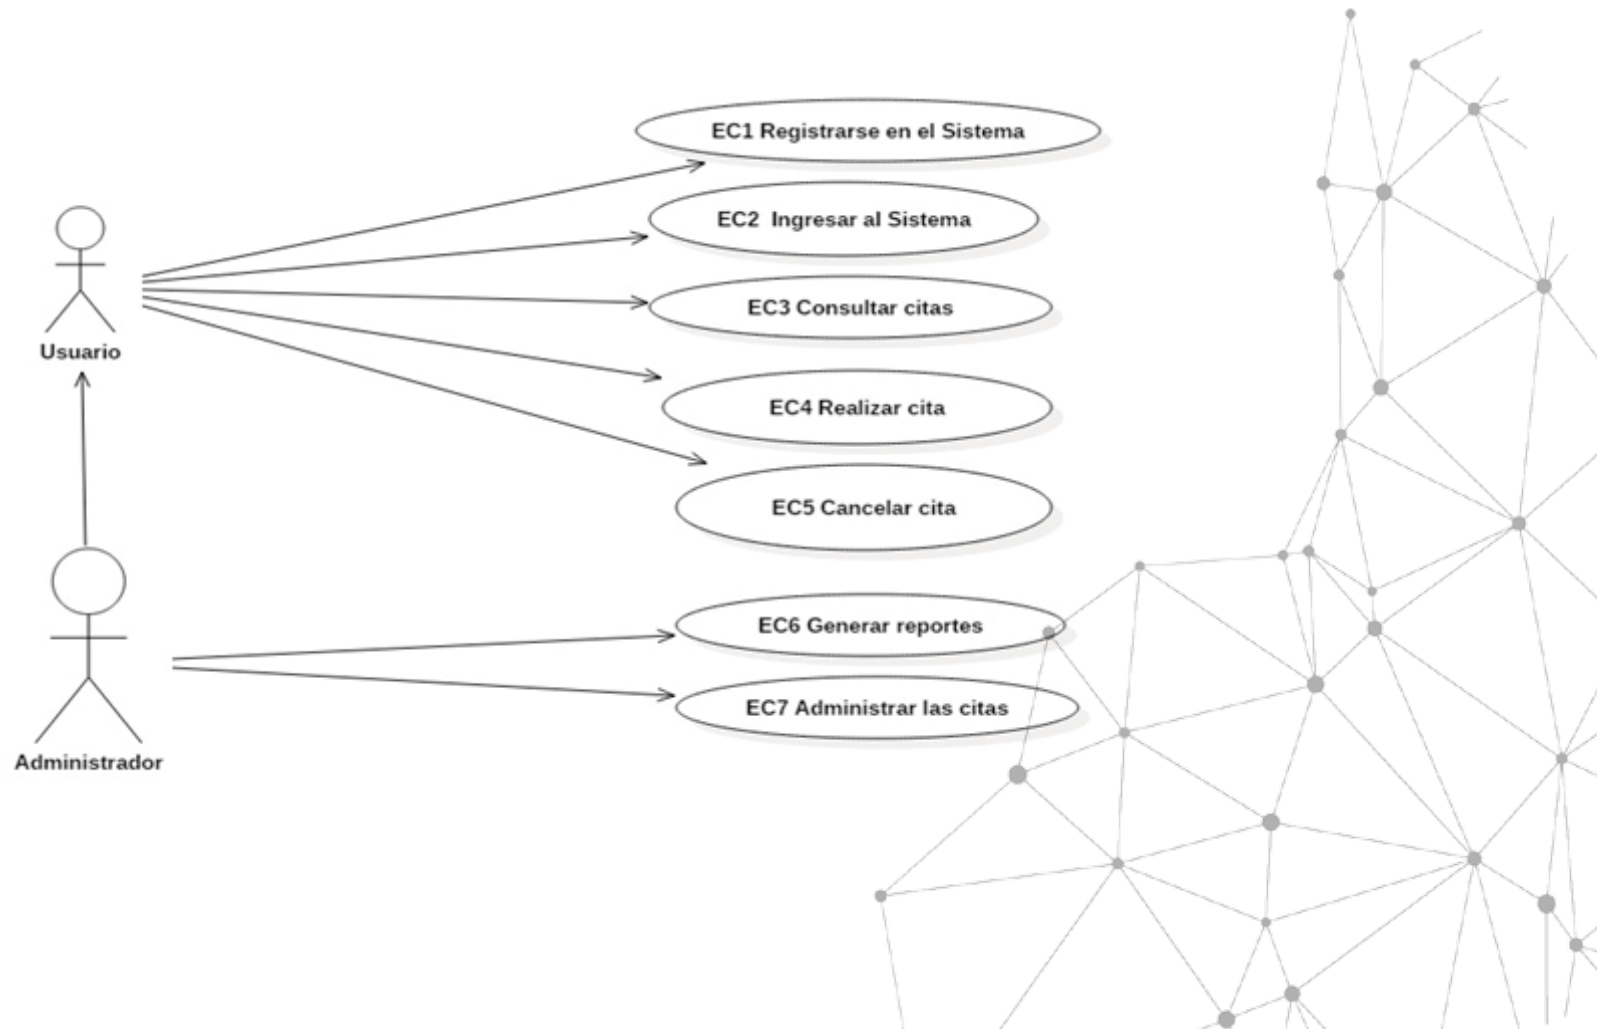 EC1 Registrarse en el Sistema
EC2  Ingresar al Sistema
EC3 Consultar citas
Usuario
EC4 Realizar cita
EC5 Cancelar cita
EC6 Generar reportes
EC7 Administrar las citas
Administrador